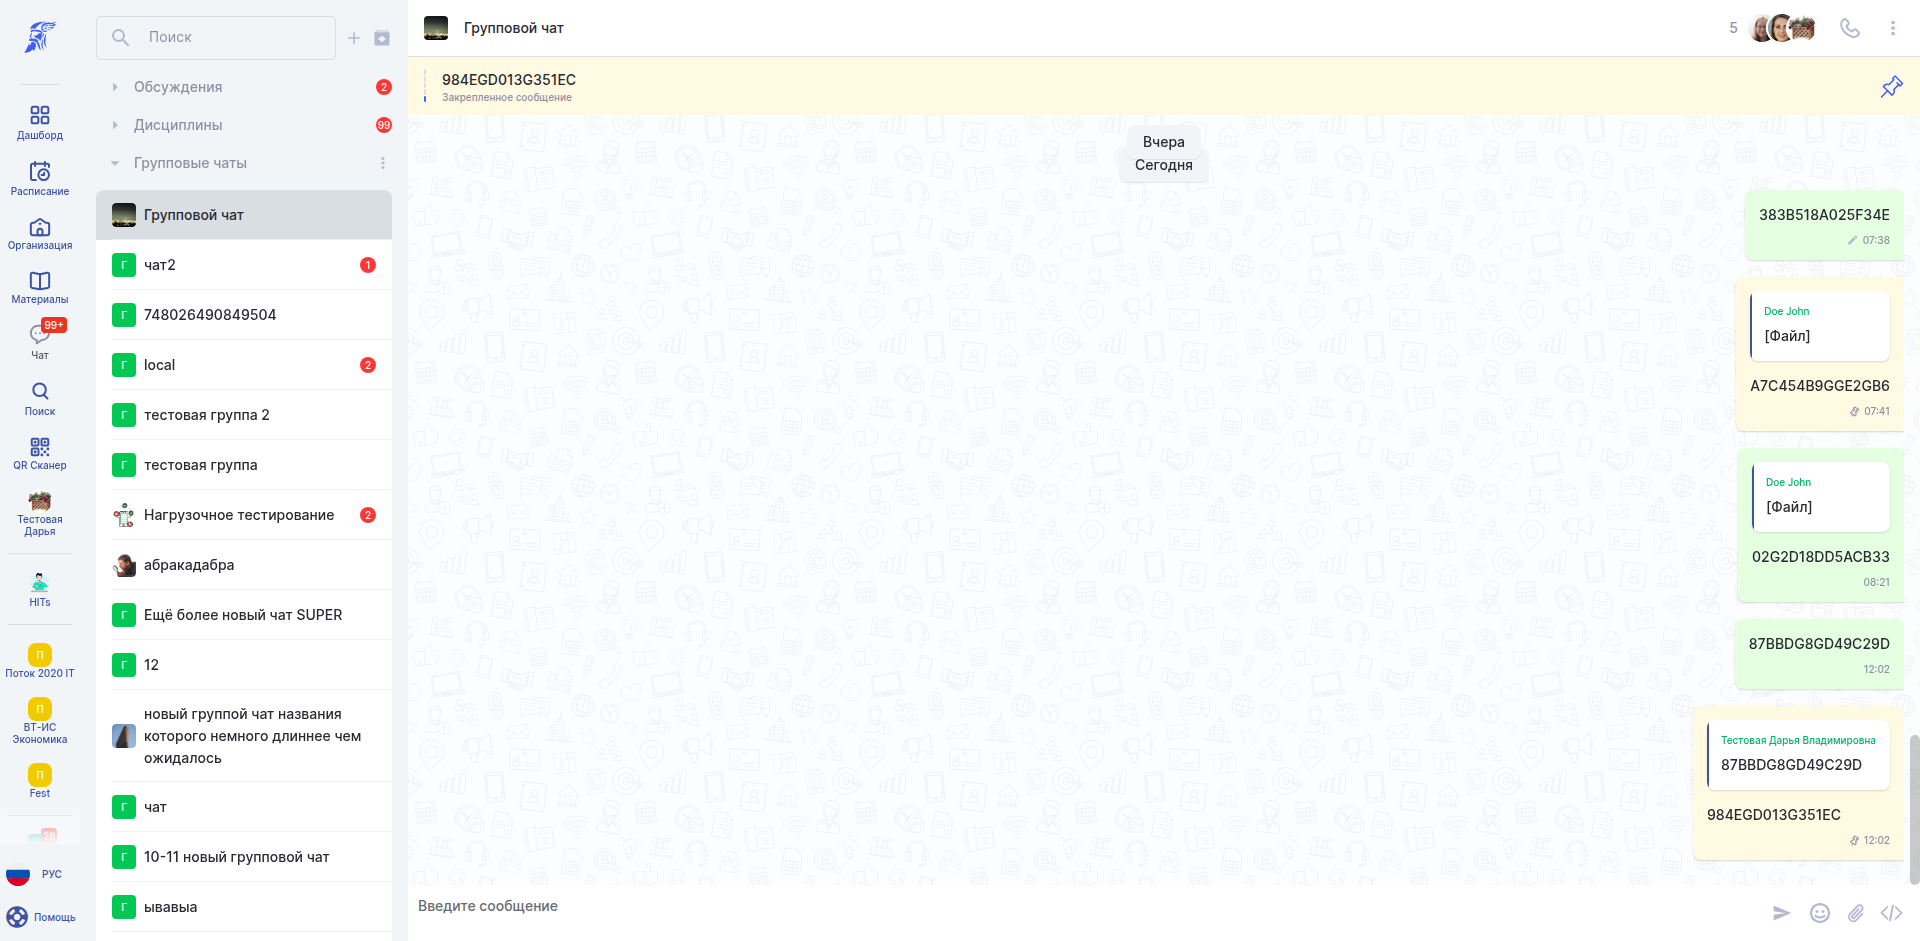 Дашборд
Расписание
Организация
Материалы
99+
Чат
Поиск
QR Сканер
Тестовая
Дарья
HITs
П
Поток 2020 IT
П
ВТ-ИС
Экономика
П
Fest
28
РУС
Помощь
Поиск
Обсуждения
2
Дисциплины
99
Групповые чаты
Групповой чат
Г
чат2
1
Г
748026490849504
Г
local
2
Г
тестовая группа 2
Г
тестовая группа
Нагрузочное тестирование
2
абракадабра
Г
Ещё более новый чат SUPER
Г
12
новый группой чат названия
которого немного длиннее чем
ожидалось
Г
чат
Г
10-11 новый групповой чат
Г
ывавыа
Групповой чат
5
984EGD013G351EC
Закрепленное сообщение
Вчера
Сегодня
383B518A025F34E
07:38
Doe John
[Файл]
A7C454B9GGE2GB6
07:41
Doe John
[Файл]
02G2D18DD5ACB33
08:21
87BBDG8GD49C29D
12:02
Тестовая Дарья Владимировна
87BBDG8GD49C29D
984EGD013G351EC
12:02
Введите сообщение